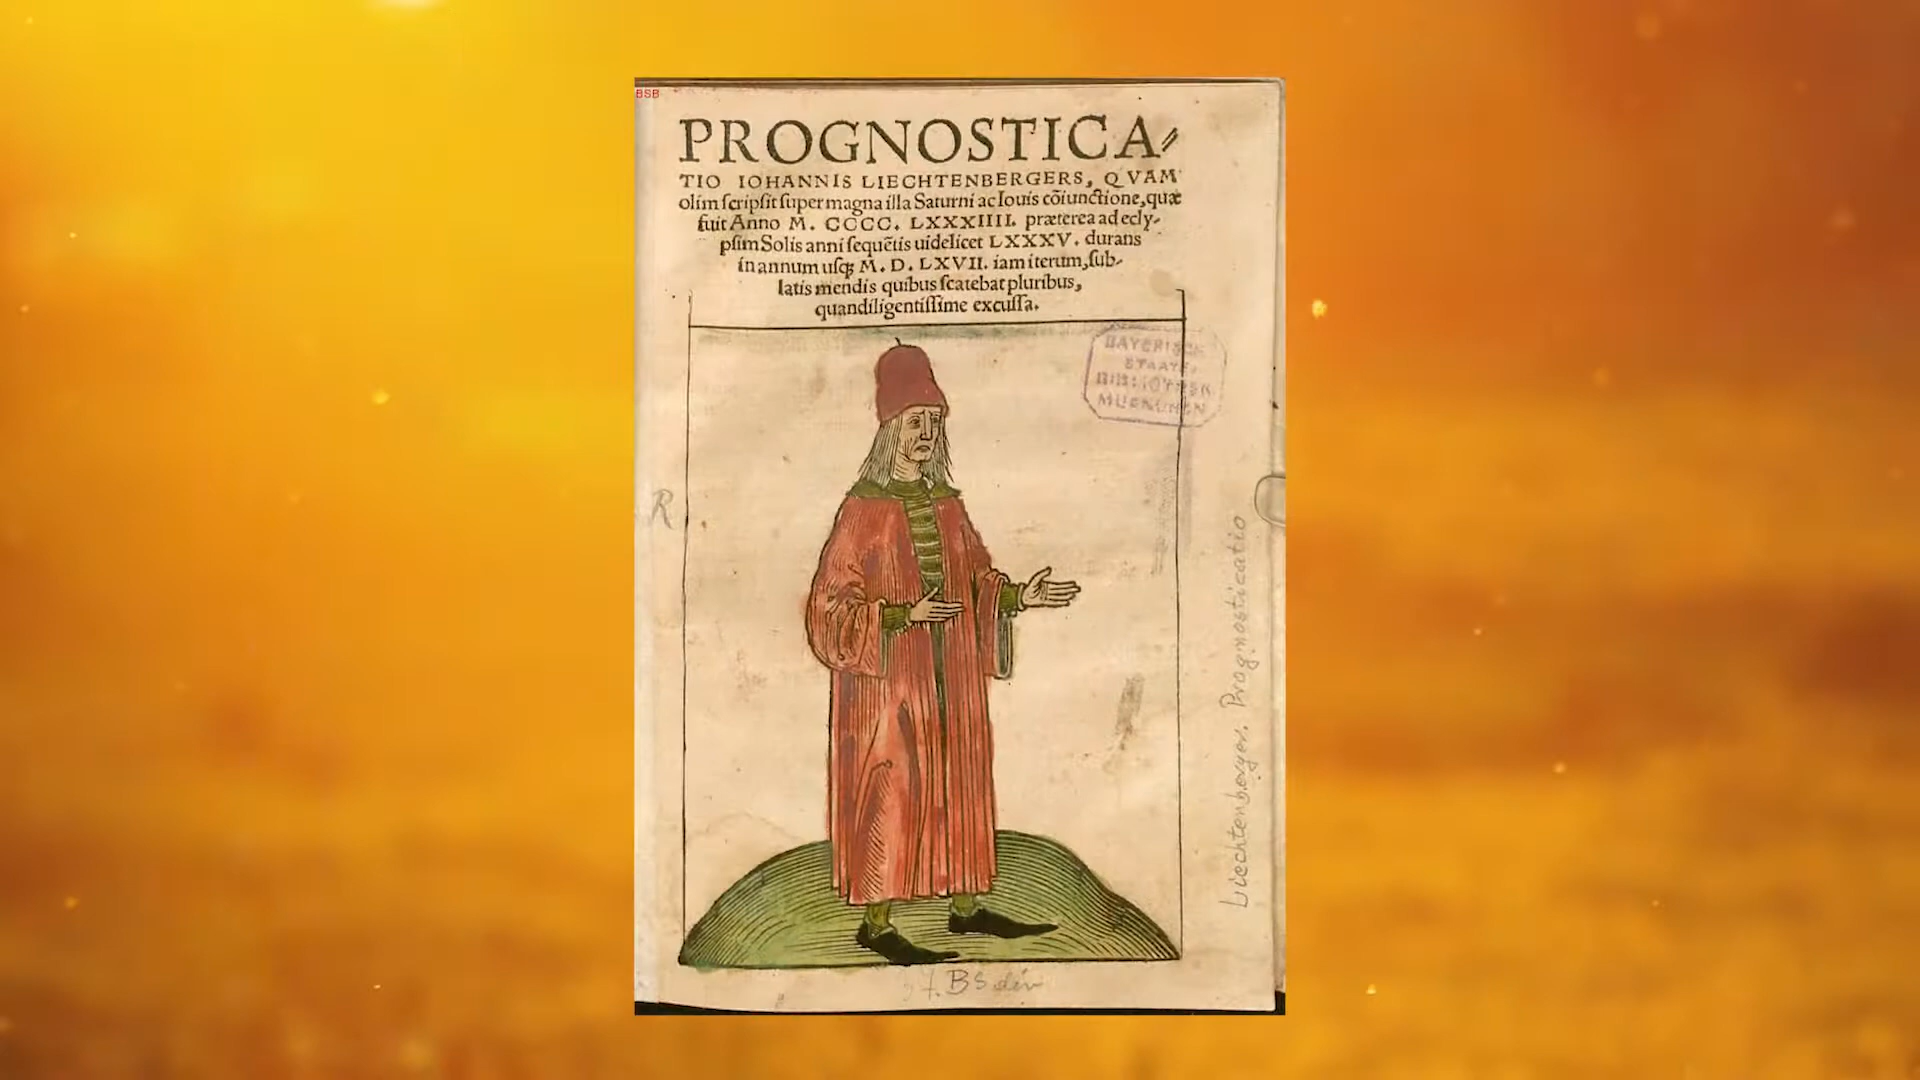 BSB
PROGNOSTICA⸗
TIO IOHANNIS LIECHTENBERGERS, QVAM
olim ſcripſit ſuper magna illa Saturni ac Iouis cõiunctione, quæ
fuit Anno M. CCCC. LXXXIIII. præterea ad ecly⸗
pſim Solis anni ſequẽtis uidelicet LXXXV. durans
in annum uſqꝫ M. D. LXVII. iam iterum, ſub⸗
latis mendis quibus ſcatebat pluribus,
quandiligentiſſime excuſſa.
BAYERISCHE
STAATS-
BIBLIOTHEK
MUENCHEN
R
Liechtenberger. Prognosticatio